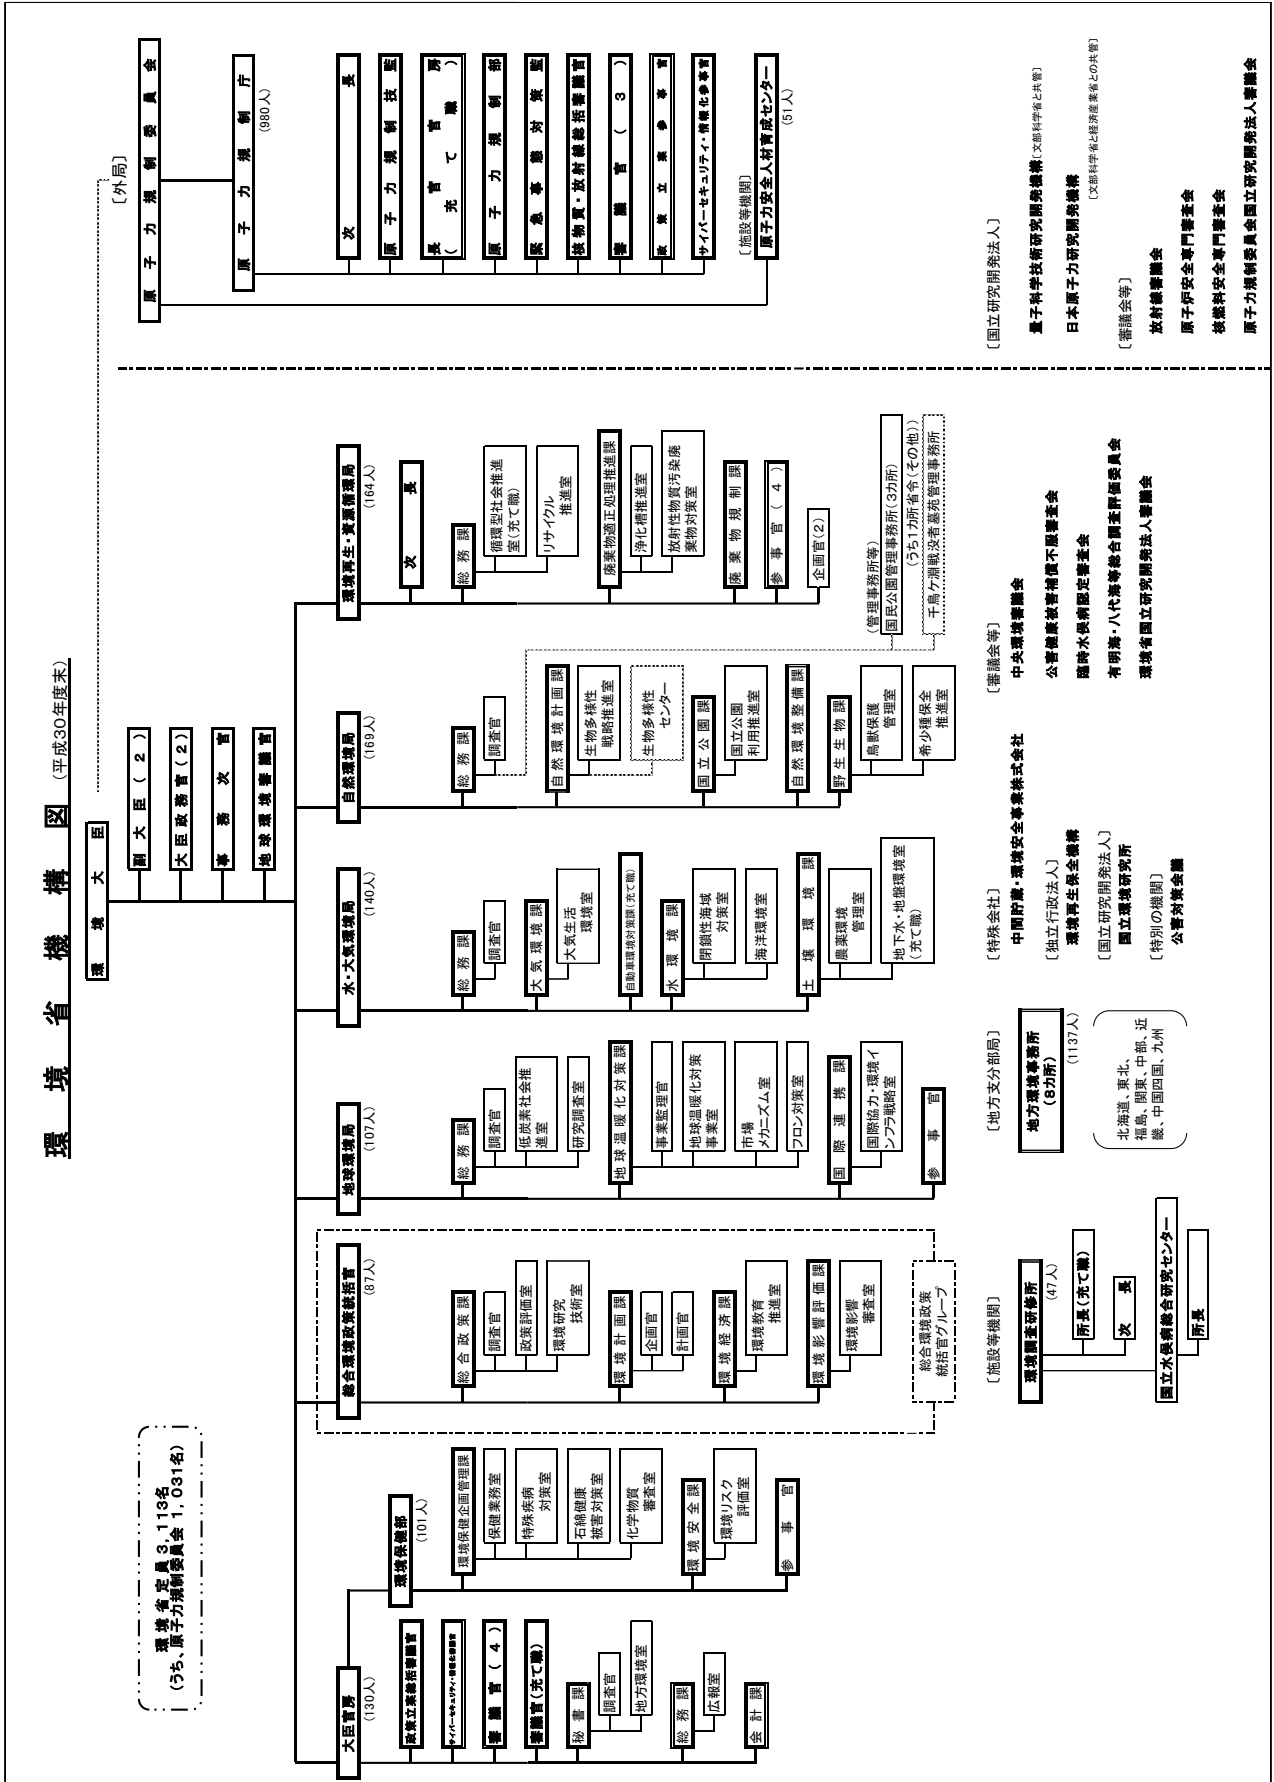 環境省機構図 (平成30年度末)
環境省定員 3,113名
(うち、原子力規制委員会 1,031名)
環境大臣
副大臣(2)
大臣政務官(2)
事務次官
地球環境審議官
大臣官房
(130人)
政策立案総括審議官
サイバーセキュリティ・情報化審議官
審議官(4)
審議官(充て職)
秘書課
調査官
地方環境室
総務課
広報室
会計課
環境保健部
(101人)
環境保健企画管理課
保健業務室
特殊疾病
対策室
石綿健康
被害対策室
化学物質
審査室
環境安全課
環境リスク
評価室
参事官
総合環境政策統括官
(87人)
総合政策課
調査官
政策評価室
環境研究
技術室
環境計画課
企画官
計画官
環境経済課
環境教育
推進室
環境影響評価課
環境影響
審査室
総合環境政策
統括官グループ
地球環境局
(107人)
総務課
調査官
低炭素社会推
進室
研究調査室
地球温暖化対策課
事業監理官
地球温暖化対策
事業室
市場
メカニズム室
フロン対策室
国際連携課
国際協力・環境イ
ンフラ戦略室
参事官
水・大気環境局
(140人)
総務課
調査官
大気環境課
大気生活
環境室
自動車環境対策課(充て職)
水環境課
閉鎖性海域
対策室
海洋環境室
土壌環境課
農薬環境
管理室
地下水・地盤環境室
(充て職)
自然環境局
(169人)
総務課
調査官
自然環境計画課
生物多様性
戦略推進室
生物多様性
センター
国立公園課
国立公園
利用推進室
自然環境整備課
野生生物課
鳥獣保護
管理室
希少種保全
推進室
(管理事務所等)
国民公園管理事務所(3カ所)
(うち1カ所省令(その他))
千鳥ケ淵戦没者墓苑管理事務所
環境再生・資源循環局
(164人)
次長
総務課
循環型社会推進
室(充て職)
リサイクル
推進室
廃棄物適正処理推進課
浄化槽推進室
放射性物質汚染廃
棄物対策室
廃棄物規制課
参事官(4)
企画官(2)
[施設等機関]
環境調査研修所
(47人)
所長(充て職)
次長
国立水俣病総合研究センター
所長
[地方支分部局]
地方環境事務所
(8カ所)
(1137人)
北海道、東北、
福島、関東、中部、近
畿、中国四国、九州
[特殊会社]
中間貯蔵・環境安全事業株式会社
[独立行政法人]
環境再生保全機構
[国立研究開発法人]
国立環境研究所
[特別の機関]
公害対策会議
[審議会等]
中央環境審議会
公害健康被害補償不服審査会
臨時水俣病認定審査会
有明海・八代海等総合調査評価委員会
環境省国立研究開発法人審議会
[外局]
原子力規制委員会
原子力規制庁
(980人)
次長
原子力規制技監
長官官房
(充て職)
原子力規制部
緊急事態対策監
核物質・放射線総括審議官
審議官(3)
政策立案参事官
サイバーセキュリティ・情報化参事官
[施設等機関]
原子力安全人材育成センター
(51人)
[国立研究開発法人]
量子科学技術研究開発機構[文部科学省と共管]
日本原子力研究開発機構
[文部科学省と経済産業省との共管]
[審議会等]
放射線審議会
原子炉安全専門審査会
核燃料安全専門審査会
原子力規制委員会国立研究開発法人審議会